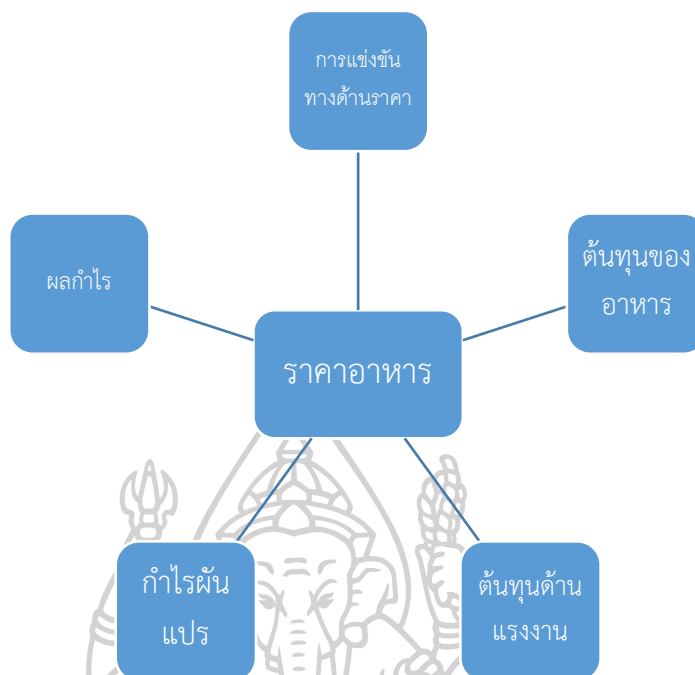 การแข่งขัน
ทางด้านราคา
ผลกำไร
ต้นทุนของ
อาหาร
ราคาอาหาร
กำไรผัน
แปร
ต้นทุนด้าน
แรงงาน